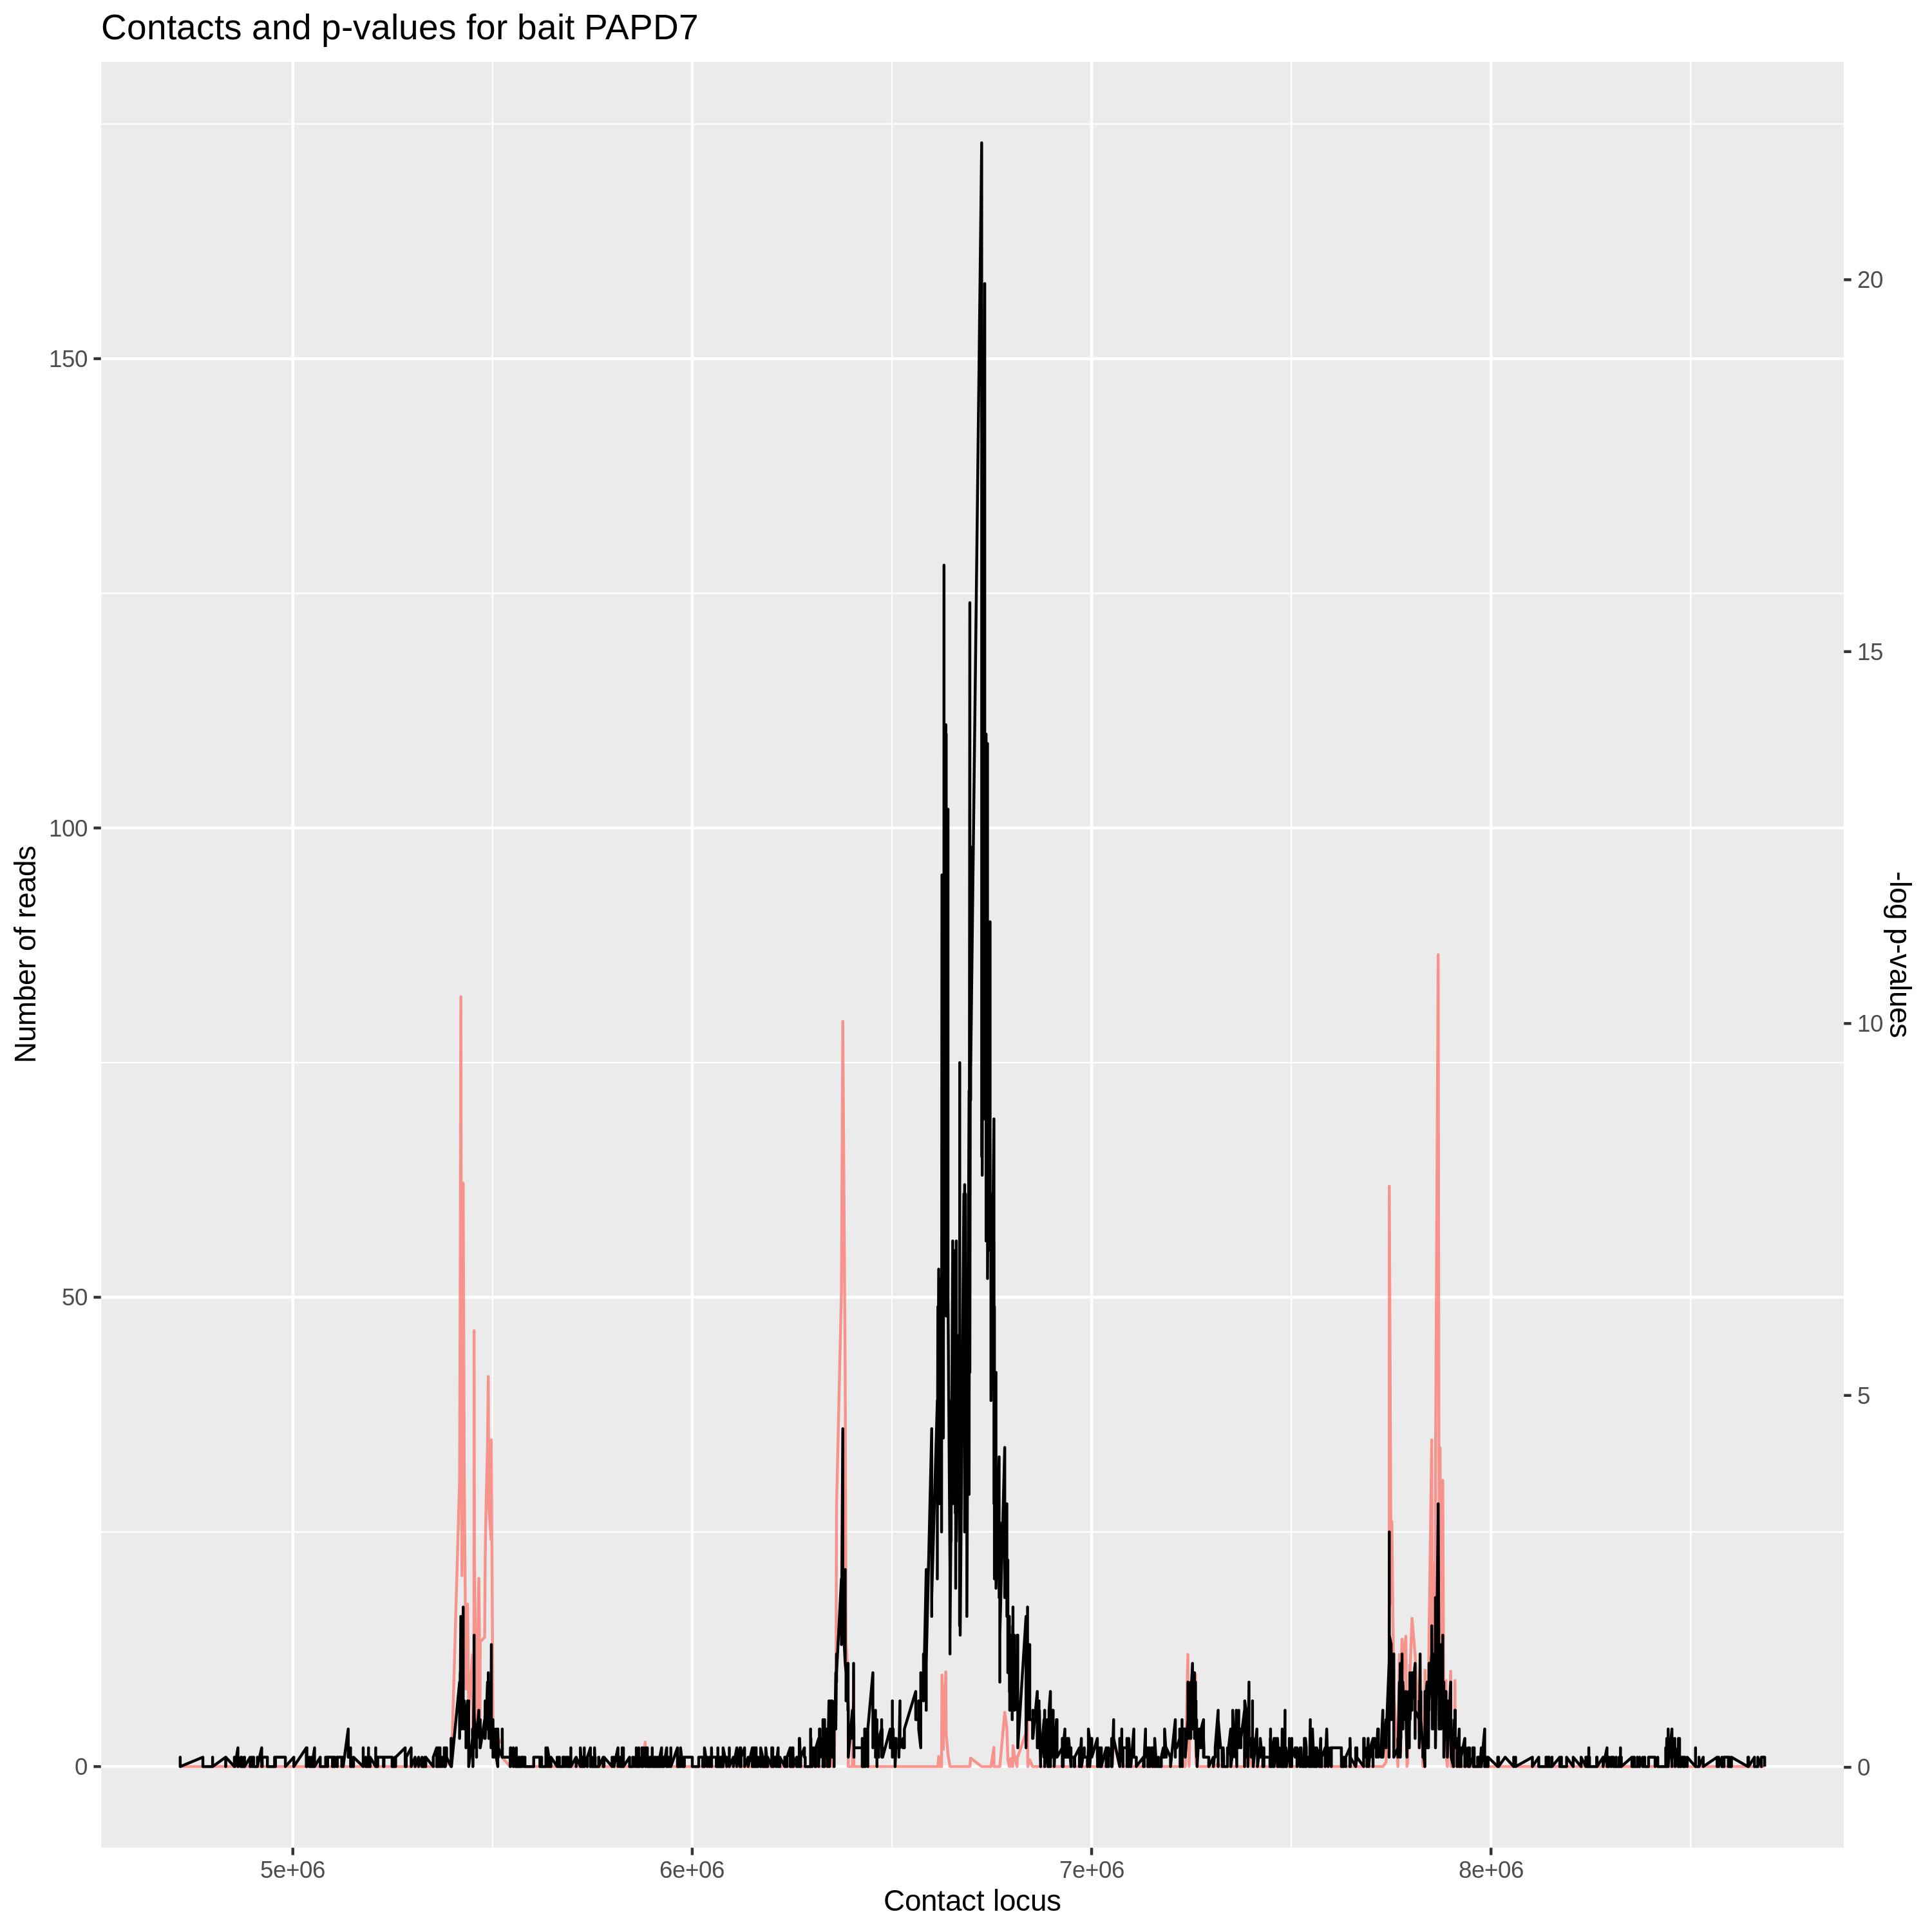 Contacts and p-values for bait PAPD7
Number of reads
150
100
50
0
20
15
10
5
0
-log p-values
5e+06 6e+06 7e+06 8e+06
Contact locus